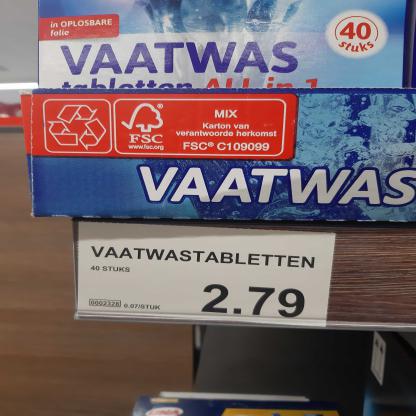 in OPLOSBARE
folie
VAATWAS
tabletten ALL in 1
40
stuks
FSC
www.fsc.org
MIX
Karton van
verantwoorde herkomst
FSC® C109099
VAATWAS
VAATWASTABLETTEN
40 STUKS
0002328 0.07/STUK
2.79